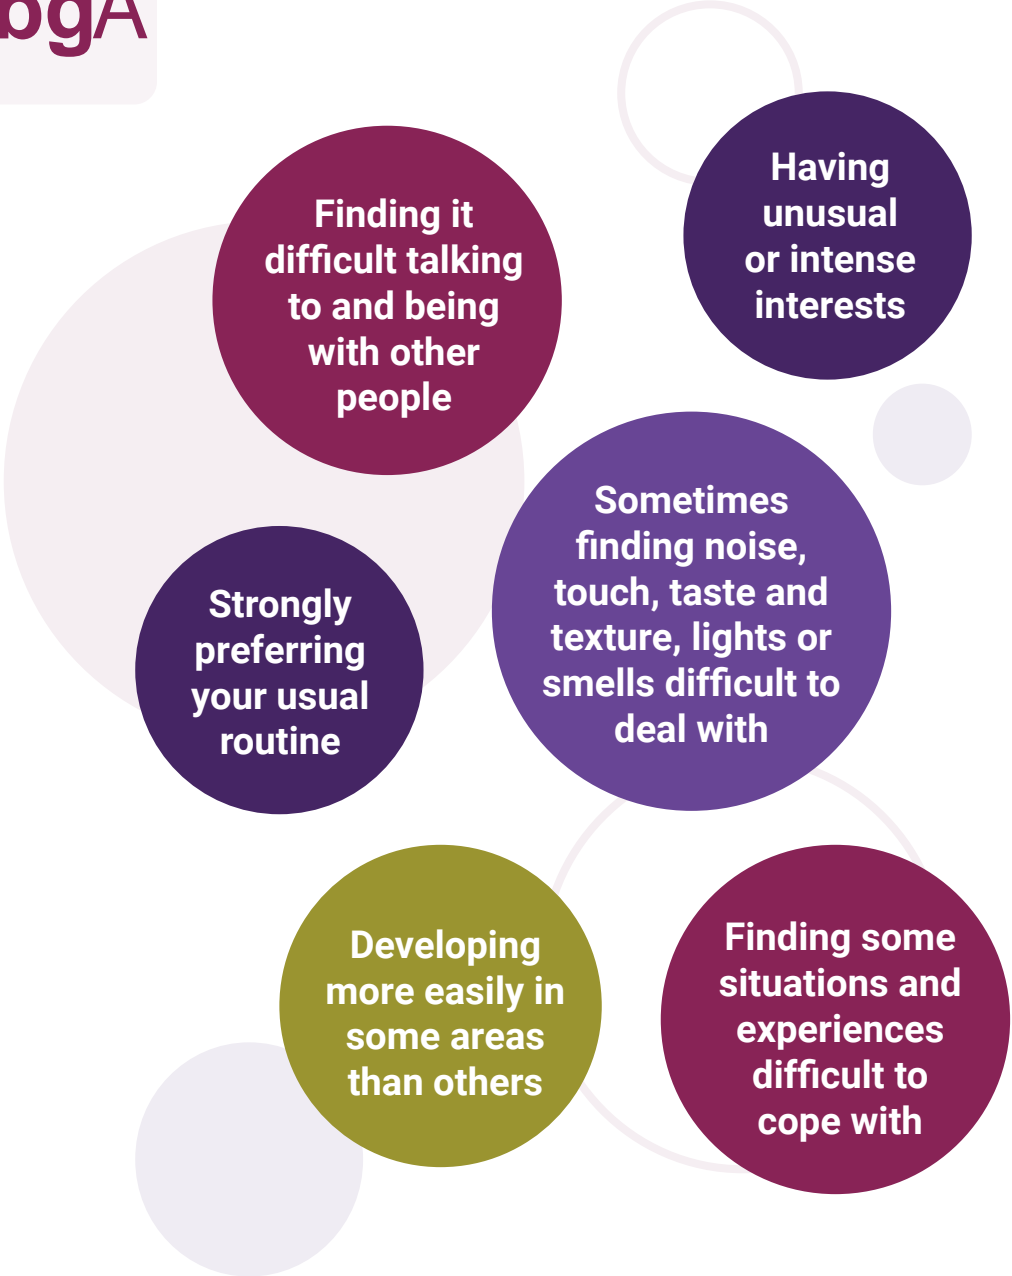 bgA
Finding it
difficult talking
to and being
with other
people
Having
unusual
or intense
interests
Sometimes
finding noise,
touch, taste and
texture, lights or
smells difficult to
deal with
Strongly
preferring
your usual
routine
Developing
more easily in
some areas
than others
Finding some
situations and
experiences
difficult to
cope with